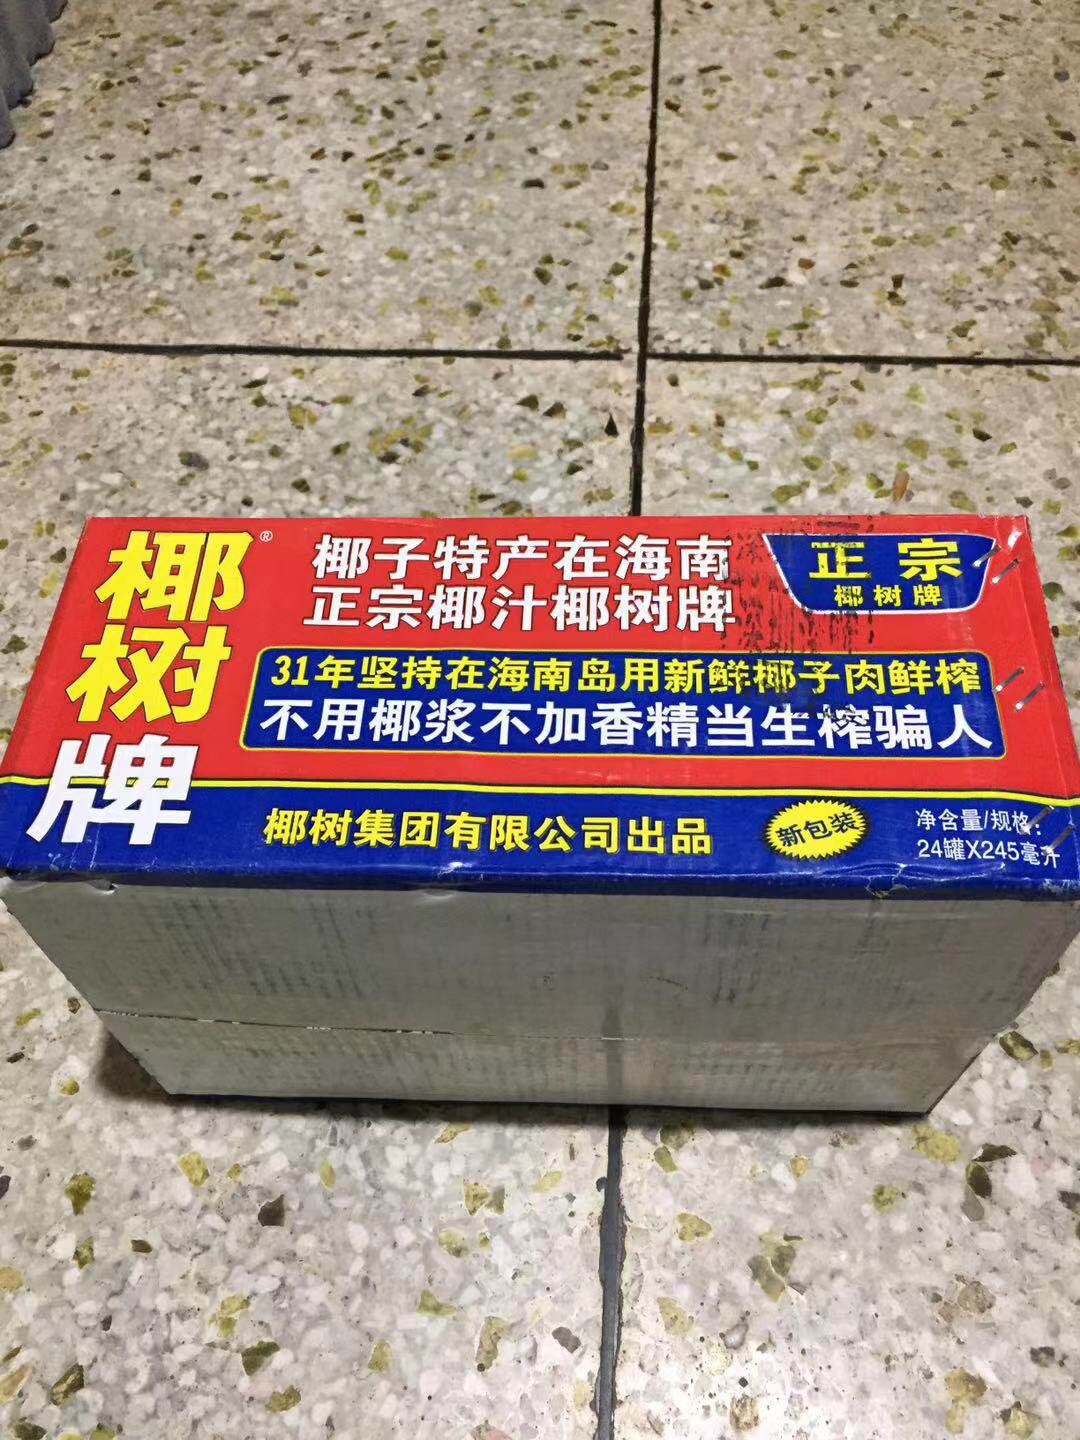 椰树牌®
椰子特产在海南
正宗椰汁椰树牌
正宗
椰树牌
31年坚持在海南岛用新鲜椰子肉鲜榨
不用椰浆不加香精当生榨骗人
椰树集团有限公司出品
新包装
净含量/规格:
24罐X245毫升